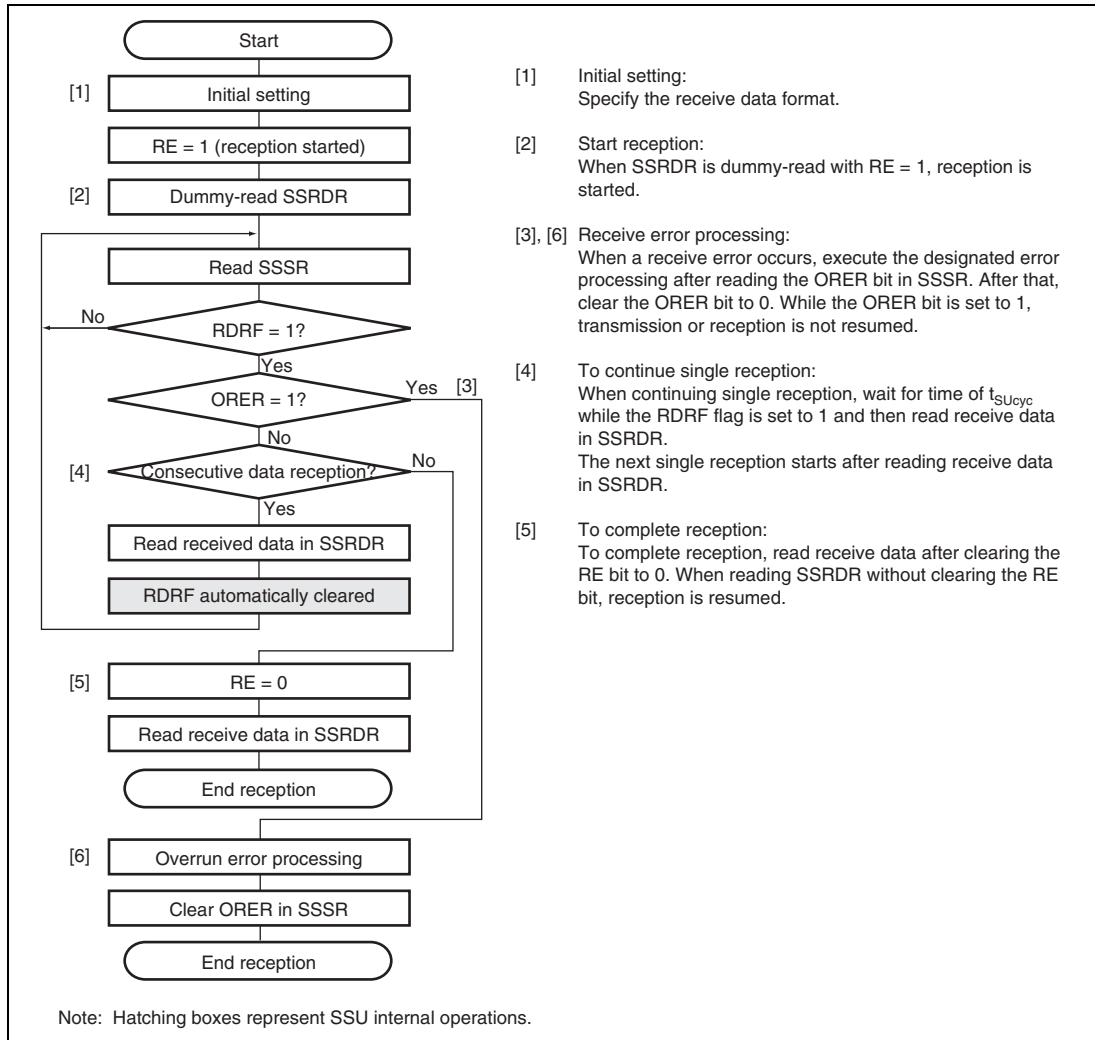 Start
[1] Initial setting
RE = 1 (reception started)
[2] Dummy-read SSRDR
Read SSSR
No
RDRF = 1?
Yes
ORER = 1?
Yes [3]
No
[4] Consecutive data reception?
No
Yes
Read received data in SSRDR
RDRF automatically cleared
[5] RE = 0
Read receive data in SSRDR
End reception
[6] Overrun error processing
Clear ORER in SSSR
End reception
[1] Initial setting:
Specify the receive data format.
[2] Start reception:
When SSRDR is dummy-read with RE = 1, reception is
started.
[3], [6] Receive error processing:
When a receive error occurs, execute the designated error
processing after reading the ORER bit in SSSR. After that,
clear the ORER bit to 0. While the ORER bit is set to 1,
transmission or reception is not resumed.
[4] To continue single reception:
When continuing single reception, wait for time of tSUcyc
while the RDRF flag is set to 1 and then read receive data
in SSRDR.
The next single reception starts after reading receive data
in SSRDR.
[5] To complete reception:
To complete reception, read receive data after clearing the
RE bit to 0. When reading SSRDR without clearing the RE
bit, reception is resumed.
Note: Hatching boxes represent SSU internal operations.